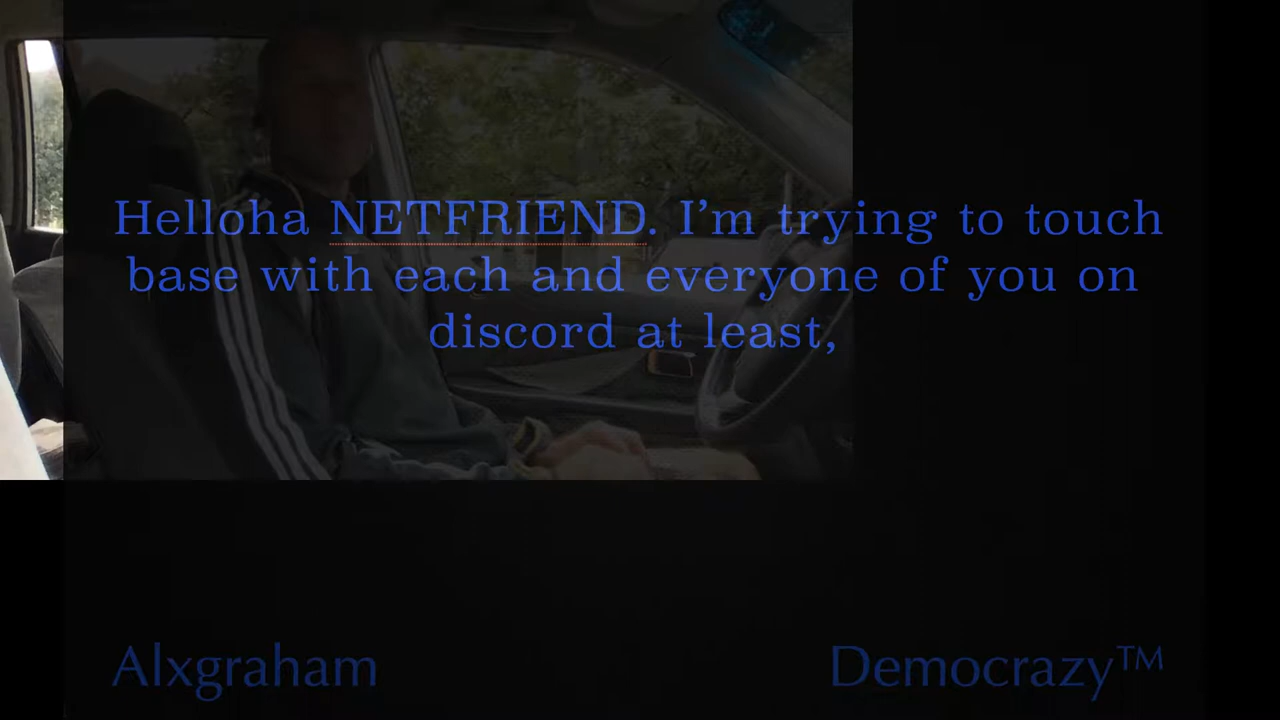 Helloha NETFRIEND. I’m trying to touch
base with each and everyone of you on
discord at least,
Alxgraham
Democrazy™